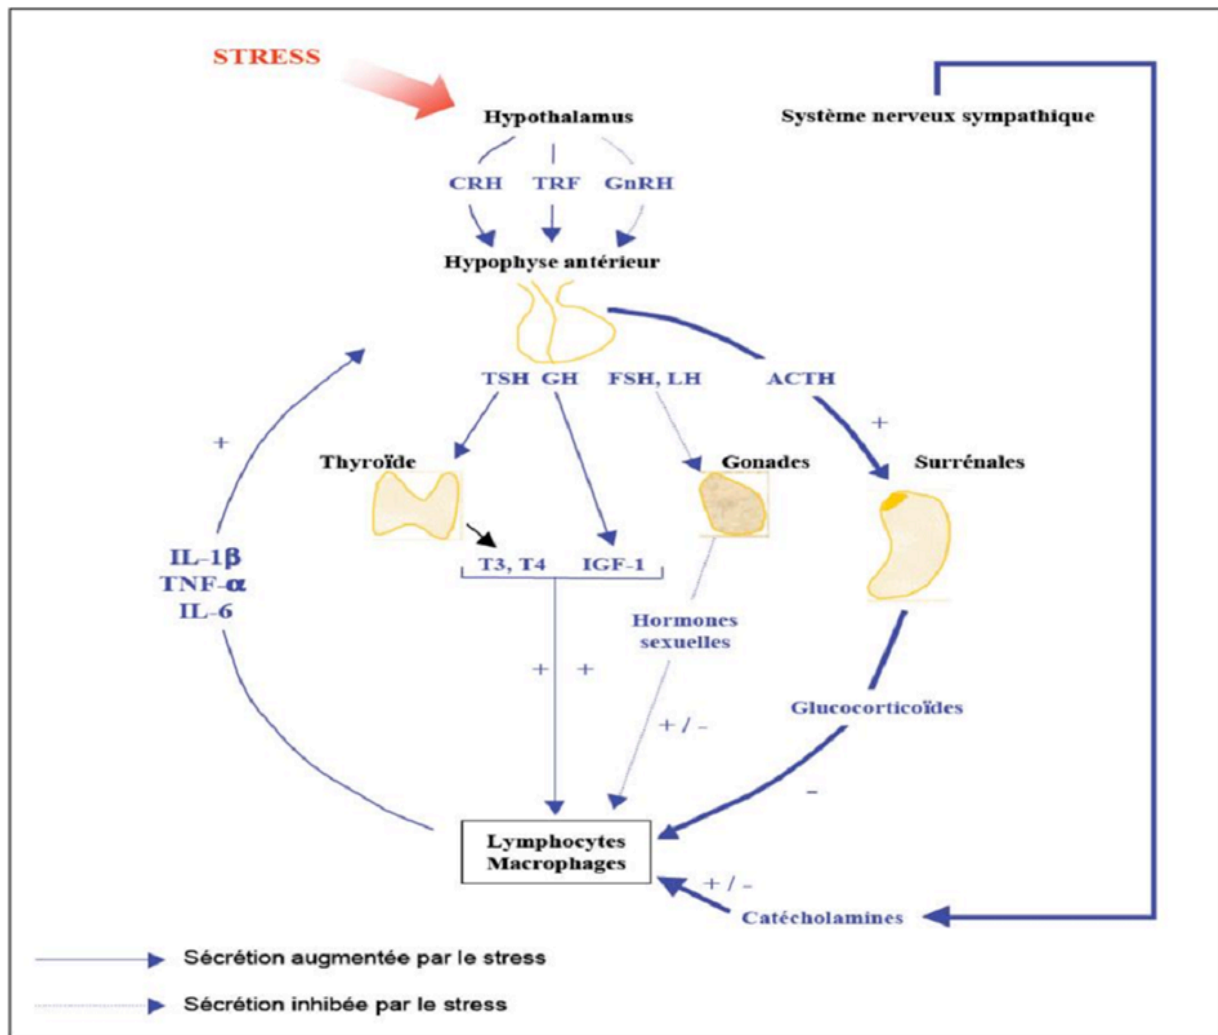 STRESS
Hypothalamus
Système nerveux sympathique
CRH TRF GnRH
Hypophyse antérieur
TSH GH FSH, LH ACTH
+
+
Thyroïde Gonades Surrénales
IL-1β
TNF-α
IL-6
T3, T4 IGF-1
Hormones
sexuelles
+ +
Glucocorticoïdes
+ / -
-
Lymphocytes
Macrophages
+ / -
Catécholamines
Sécrétion augmentée par le stress
Sécrétion inhibée par le stress